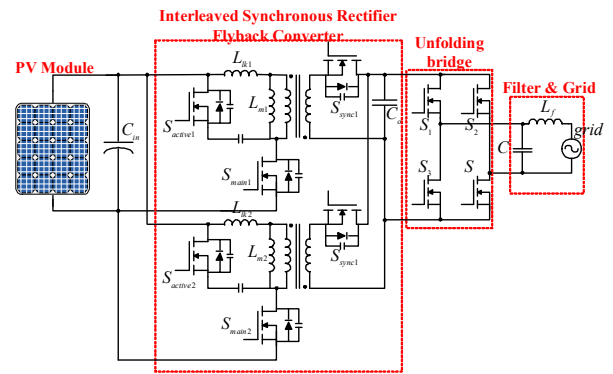 Interleaved Synchronous Rectifier
Flyback Converter
PV Module
Unfolding
bridge
Filter & Grid
L_lk1
L_m1
C_in
S_active1
S_sync1
C_o
S_1
S_2
L_f
grid
C
S_main1
S_3
S
L_lk2
L_m2
S_active2
S_sync1
S_main2